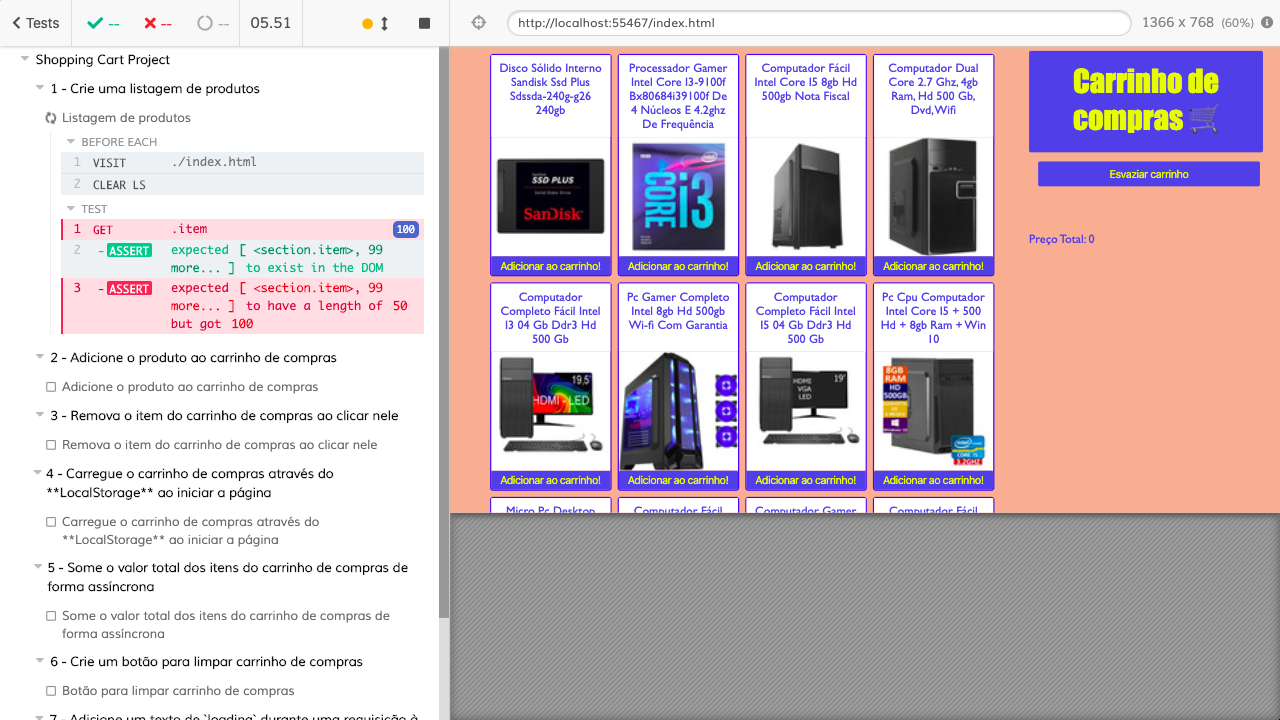 Tests
--
--
--
05.51
http://localhost:55467/index.html
1366 x 768 (60%)
Shopping Cart Project
1 - Crie uma listagem de produtos
Listagem de produtos
BEFORE EACH
1 VISIT ./index.html
2 CLEAR LS
TEST
1 GET .item 100
2 - ASSERT expected [ <section.item>, 99
more... ] to exist in the DOM
3 - ASSERT expected [ <section.item>, 99
more... ] to have a length of 50
but got 100
2 - Adicione o produto ao carrinho de compras
Adicione o produto ao carrinho de compras
3 - Remova o item do carrinho de compras ao clicar nele
Remova o item do carrinho de compras ao clicar nele
4 - Carregue o carrinho de compras através do
**LocalStorage** ao iniciar a página
Carregue o carrinho de compras através do
**LocalStorage** ao iniciar a página
5 - Some o valor total dos itens do carrinho de compras de
forma assíncrona
Some o valor total dos itens do carrinho de compras de
forma assíncrona
6 - Crie um botão para limpar carrinho de compras
Botão para limpar carrinho de compras
7 - Adicione um texto de `loading` durante uma requisição à
Disco Sólido Interno
Sandisk Ssd Plus
Sdssda-240g-g26
240gb
SSD PLUS
SanDisk
Adicionar ao carrinho!
Processador Gamer
Intel Core I3-9100f
Bx80684i39100f De
4 Núcleos E 4.2ghz
De Frequência
CORE
i3
Adicionar ao carrinho!
Computador Fácil
Intel Core I5 8gb Hd
500gb Nota Fiscal
Adicionar ao carrinho!
Computador Dual
Core 2.7 Ghz, 4gb
Ram, Hd 500 Gb,
Dvd, Wifi
Adicionar ao carrinho!
Computador
Completo Fácil Intel
I3 04 Gb Ddr3 Hd
500 Gb
19,5"
HDMI - LED
Adicionar ao carrinho!
Pc Gamer Completo
Intel 8gb Hd 500gb
Wi-fi Com Garantia
Adicionar ao carrinho!
Computador
Completo Fácil Intel
I5 04 Gb Ddr3 Hd
500 Gb
HDMI
VGA
LED
19"
Adicionar ao carrinho!
Pc Cpu Computador
Intel Core I5 + 500
Hd + 8gb Ram + Win
10
8GB
RAM
HD
500GB
Windows 10
intel
CORE i5
3.2GHZ
Adicionar ao carrinho!
Micro Pc Desktop
Computador Fácil
Computador Gamer
Computador Fácil
Carrinho de
compras
Esvaziar carrinho
Preço Total: 0